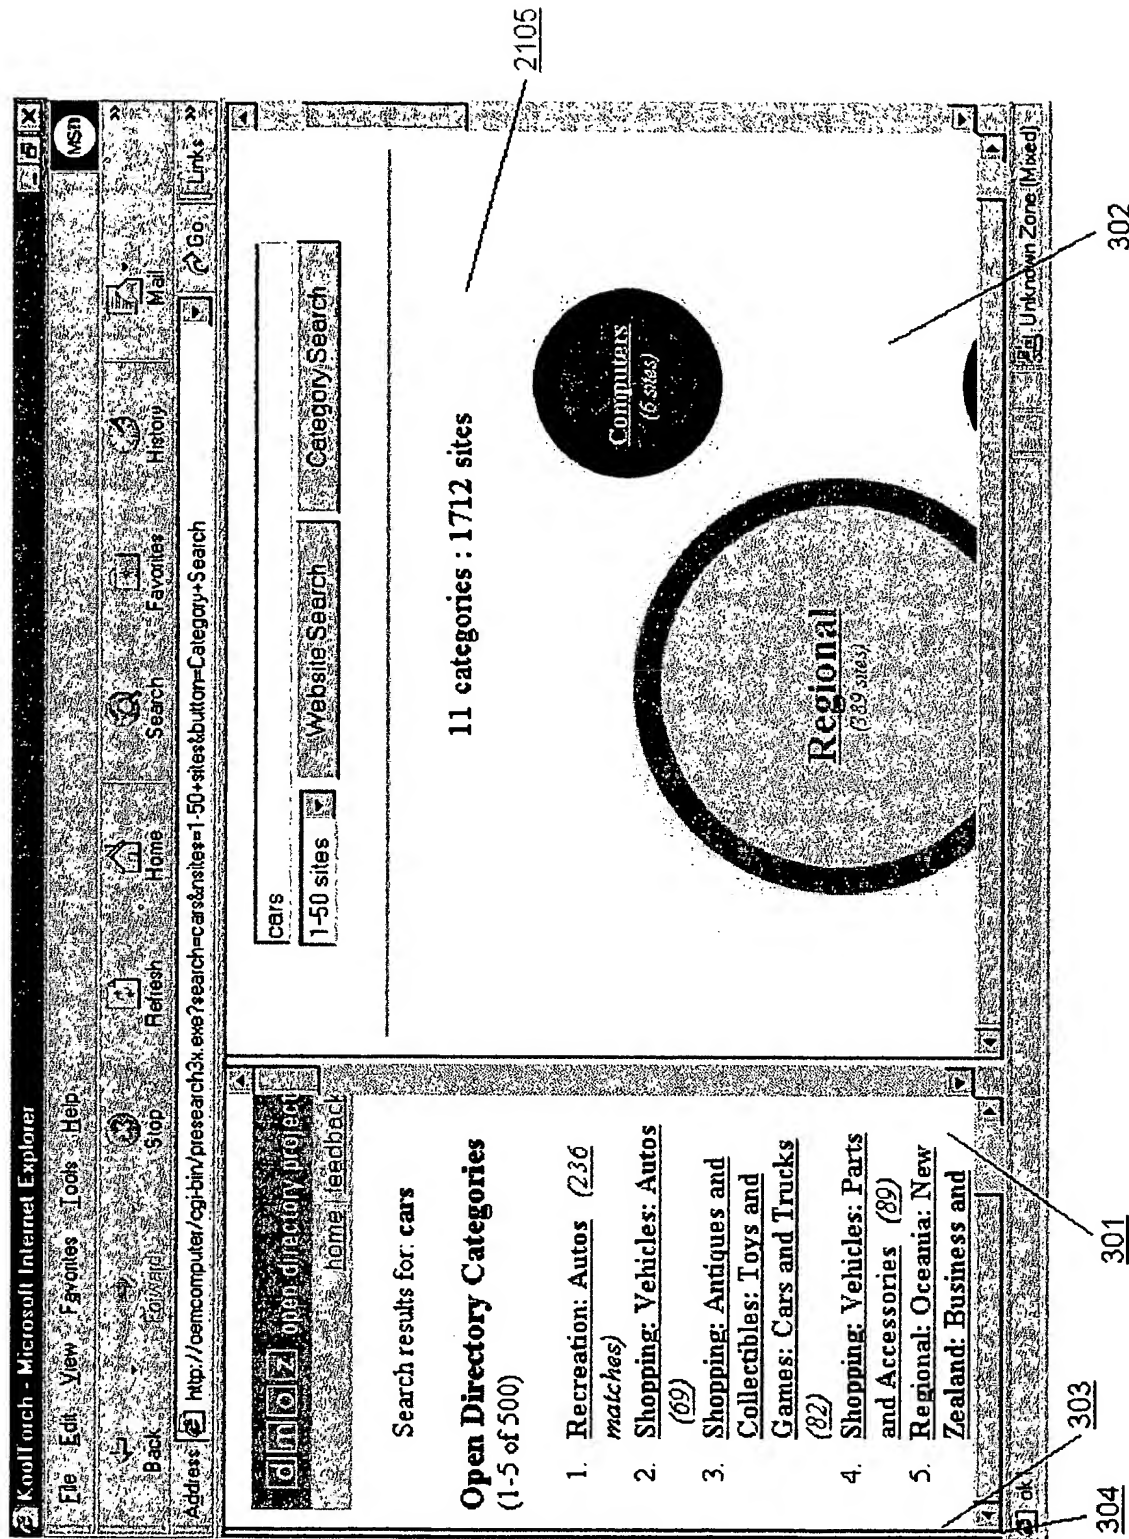 KoolTorch - Microsoft Internet Explorer
File Edit View Favorites Tools Help
MSn
Back Forward Stop Refresh Home Search Favorites History Mail »
Address http://oemcomputer/cgi-bin/presearch3x.exe?search=cars&nsites=1-50+sites&button=Category+Search Go Links »
d m o z open directory project
home | feedback
Search results for: cars
Open Directory Categories
(1-5 of 500)
1. Recreation: Autos (236
matches)
2. Shopping: Vehicles: Autos
(69)
3. Shopping: Antiques and
Collectibles: Toys and
Games: Cars and Trucks
(82)
4. Shopping: Vehicles: Parts
and Accessories (89)
5. Regional: Oceania: New
Zealand: Business and
cars
1-50 sites Website Search Category Search
11 categories : 1712 sites
Computers
(6 sites)
Regional
(389 sites)
ok
Unknown Zone (Mixed)
2105
302
301
303
304